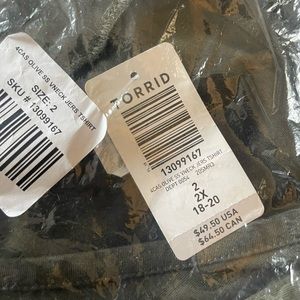 4CAS OLIVE SS VNECK JERS TSHIRT
SIZE: 2
SKU # 13099167
TORRID
13099167
4CAS OLIVE SS VNECK JERS TSHIRT
DEPT 0054
2
2X
18-20
$49.50 USA
$64.50 CAN